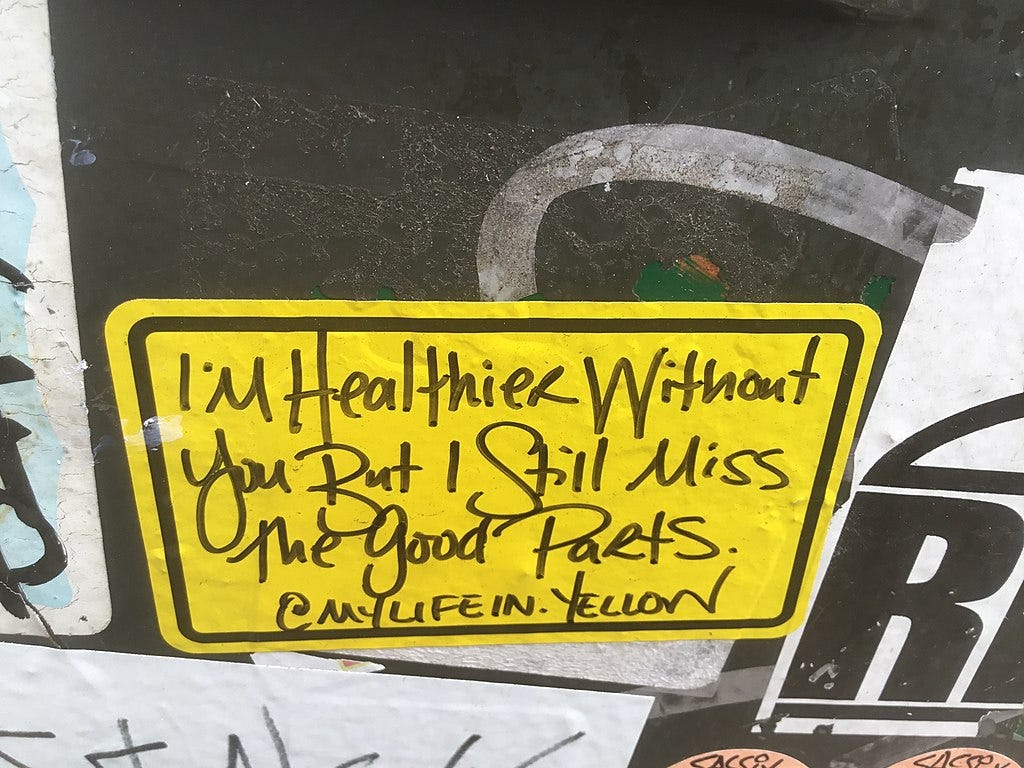 I'M Healthier Without
You But I Still Miss
The Good Parts.
@MYLIFEIN.YELLOW
R